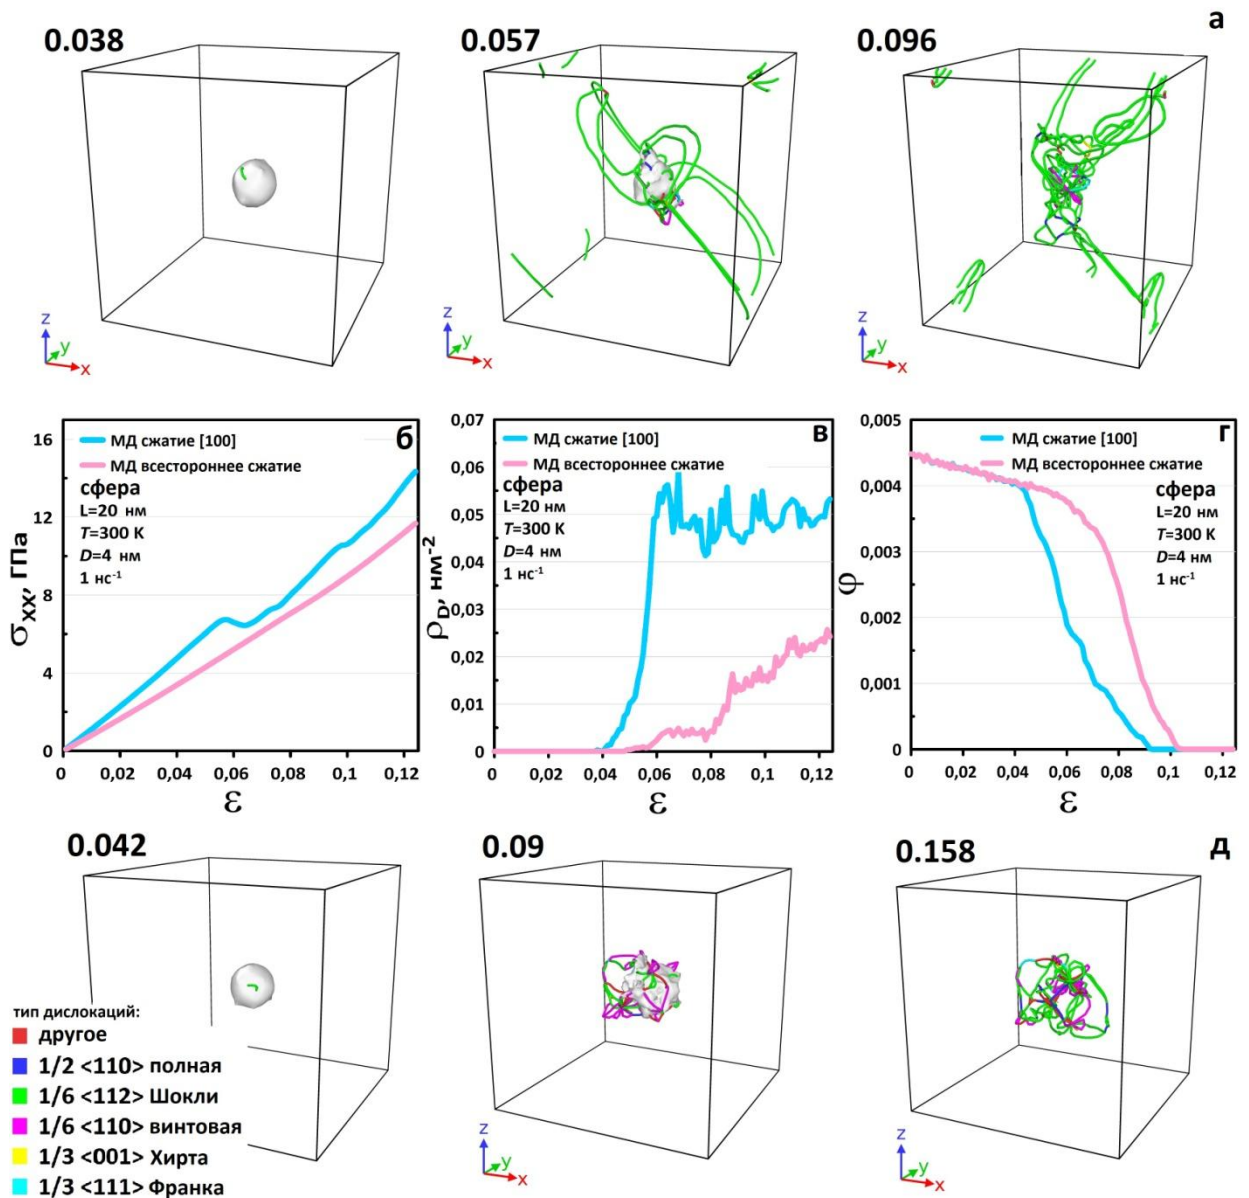 а
0.038
0.057
0.096
z
y
x
z
y
x
z
y
x
б
МД сжатие [100]
МД всестороннее сжатие
сфера
L=20 нм
T=300 K
D=4 нм
1 нс⁻¹
σXX, ГПа
16
12
8
4
0
0
0,02
0,04
0,06
0,08
0,1
0,12
ε
в
МД сжатие [100]
МД всестороннее сжатие
сфера
L=20 нм
T=300 K
D=4 нм
1 нс⁻¹
ρD, нм⁻²
0,07
0,06
0,05
0,04
0,03
0,02
0,01
0
0
0,02
0,04
0,06
0,08
0,1
0,12
ε
г
МД сжатие [100]
МД всестороннее сжатие
сфера
L=20 нм
T=300 K
D=4 нм
1 нс⁻¹
φ
0,005
0,004
0,003
0,002
0,001
0
0
0,02
0,04
0,06
0,08
0,1
0,12
ε
д
0.042
0.09
0.158
тип дислокаций:
другое
1/2 <110> полная
1/6 <112> Шокли
1/6 <110> винтовая
1/3 <001> Хирта
1/3 <111> Франка
z
y
x
z
y
x